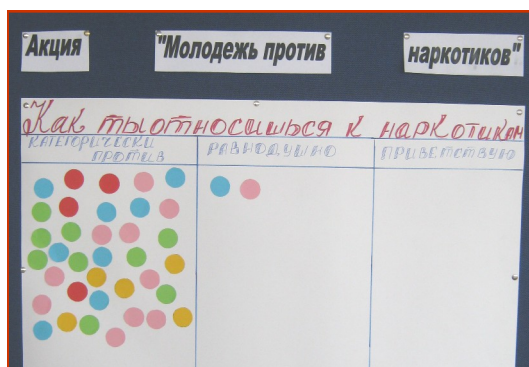 Акция "Молодежь против наркотиков"
Как ты относишься к наркотикам
КАТЕГОРИЧЕСКИ ПРОТИВ
РАВНОДУШНО
ПРИВЕТСТВУЮ